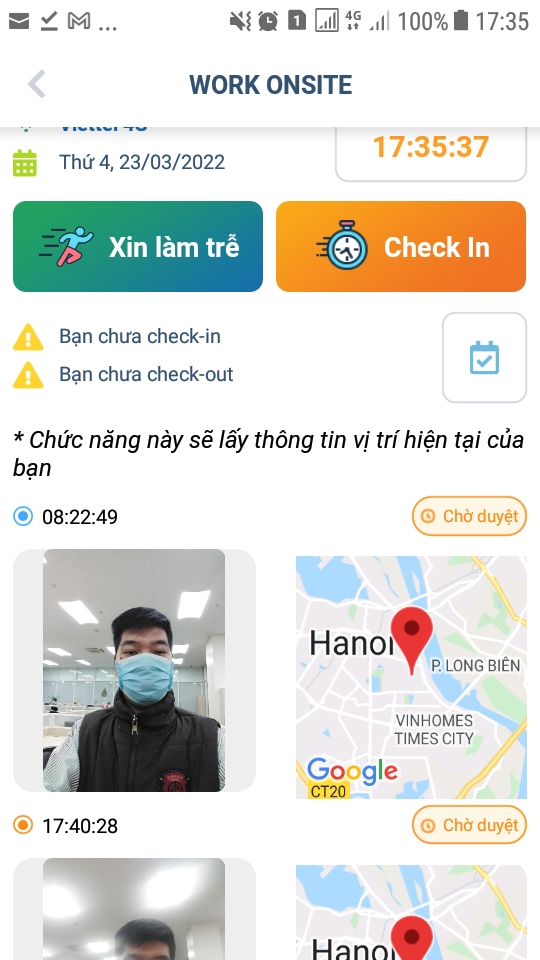 4G
100%
17:35
WORK ONSITE
Viettel 4G
Thứ 4, 23/03/2022
17:35:37
Xin làm trễ
Check In
Bạn chưa check-in
Bạn chưa check-out
* Chức năng này sẽ lấy thông tin vị trí hiện tại của
bạn
08:22:49
Chờ duyệt
Hanoi
P. LONG BIÊN
VINHOMES
TIMES CITY
Google
CT20
17:40:28
Chờ duyệt
Hanoi